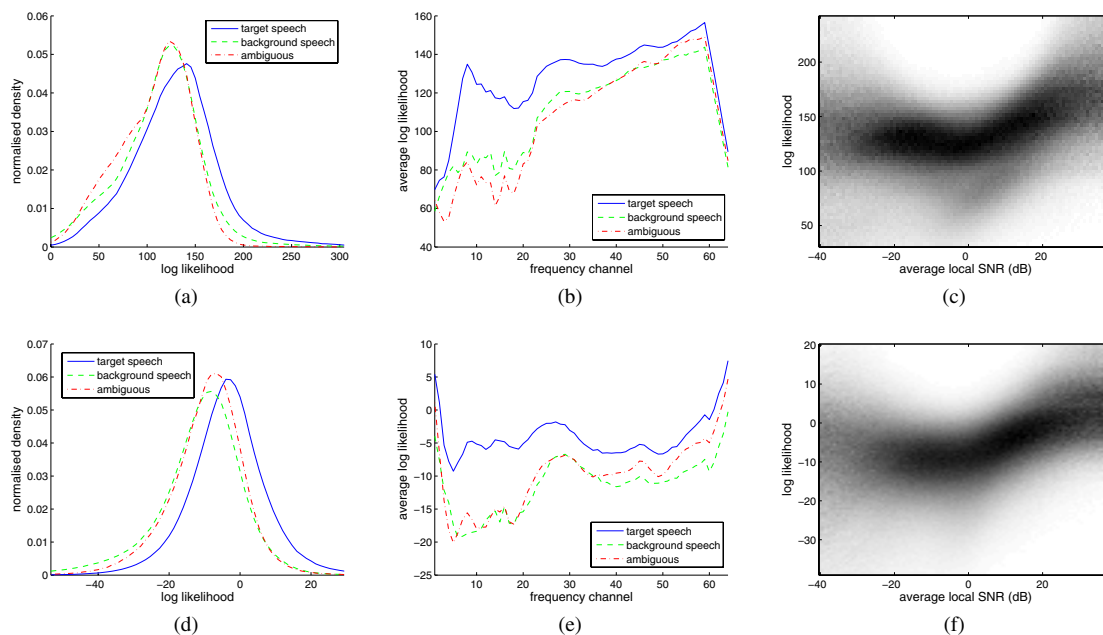 0.06
0.05
0.04
0.03
0.02
0.01
0
0 50 100 150 200 250 300
normalised density
log likelihood
target speech
background speech
ambiguous
(a)
160
140
120
100
80
60
40
10 20 30 40 50 60
average log likelihood
frequency channel
target speech
background speech
ambiguous
(b)
200
150
100
50
−40 −20 0 20
log likelihood
average local SNR (dB)
(c)
0.07
0.06
0.05
0.04
0.03
0.02
0.01
0
−40 −20 0 20
normalised density
log likelihood
target speech
background speech
ambiguous
(d)
10
5
0
−5
−10
−15
−20
−25
10 20 30 40 50 60
average log likelihood
frequency channel
target speech
background speech
ambiguous
(e)
20
10
0
−10
−20
−30
−40 −20 0 20
log likelihood
average local SNR (dB)
(f)